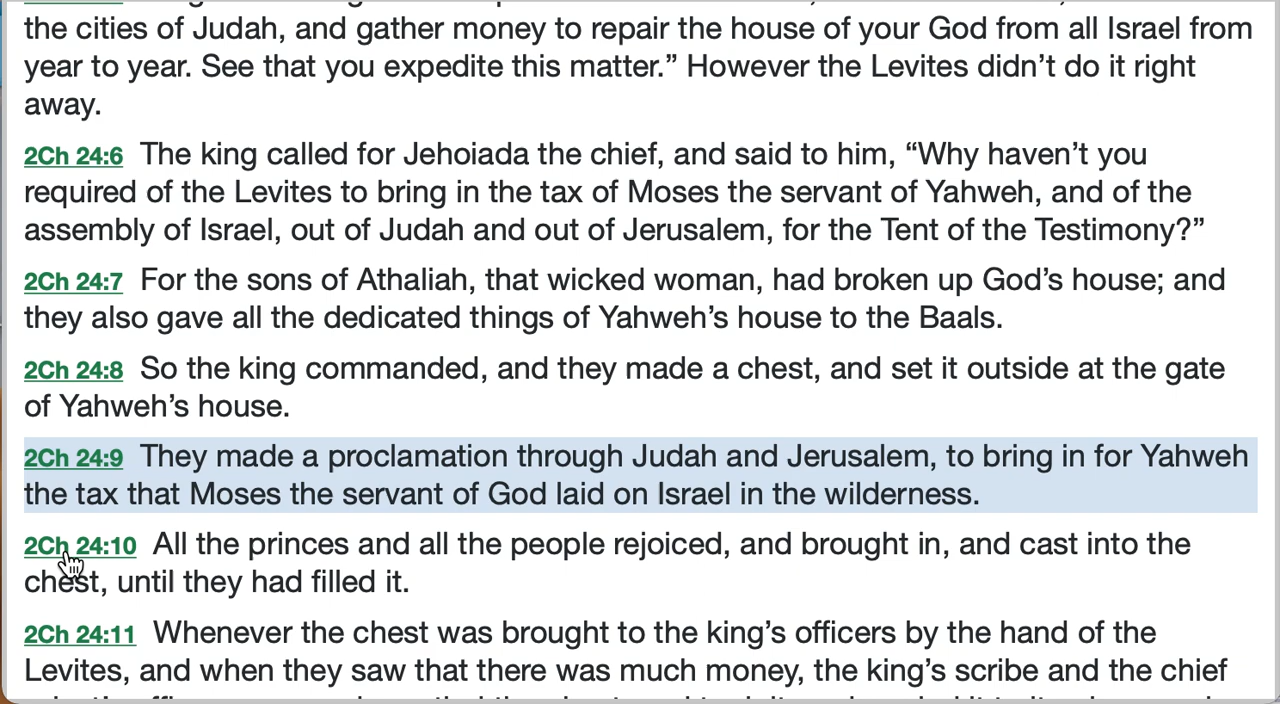 the cities of Judah, and gather money to repair the house of your God from all Israel from
year to year. See that you expedite this matter.” However the Levites didn’t do it right
away.
2Ch 24:6 The king called for Jehoiada the chief, and said to him, “Why haven’t you
required of the Levites to bring in the tax of Moses the servant of Yahweh, and of the
assembly of Israel, out of Judah and out of Jerusalem, for the Tent of the Testimony?”
2Ch 24:7 For the sons of Athaliah, that wicked woman, had broken up God’s house; and
they also gave all the dedicated things of Yahweh’s house to the Baals.
2Ch 24:8 So the king commanded, and they made a chest, and set it outside at the gate
of Yahweh’s house.
2Ch 24:9 They made a proclamation through Judah and Jerusalem, to bring in for Yahweh
the tax that Moses the servant of God laid on Israel in the wilderness.
2Ch 24:10 All the princes and all the people rejoiced, and brought in, and cast into the
chest, until they had filled it.
2Ch 24:11 Whenever the chest was brought to the king’s officers by the hand of the
Levites, and when they saw that there was much money, the king’s scribe and the chief